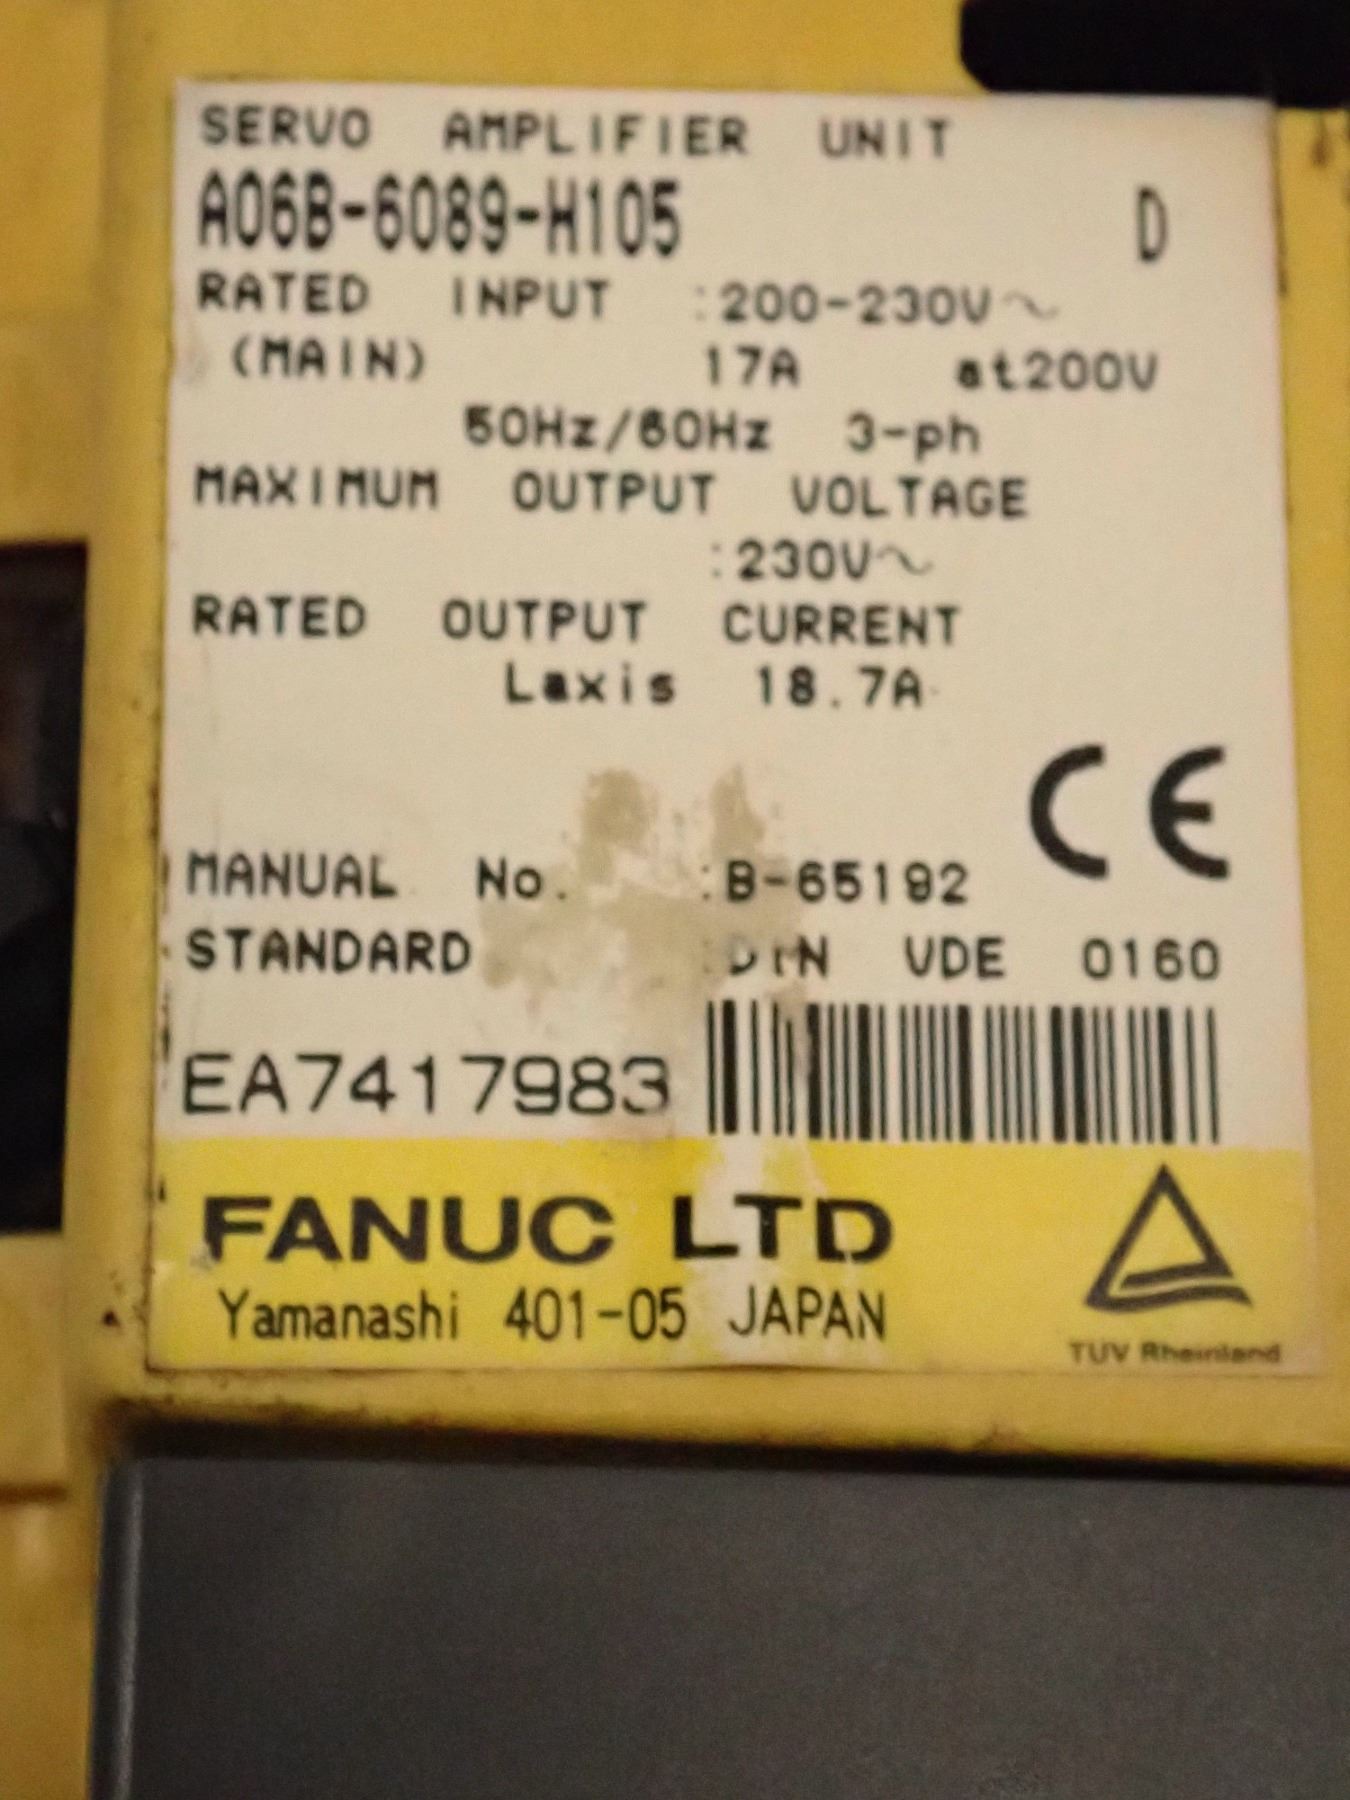 SERVO AMPLIFIER UNIT
A06B-6089-H105 D
RATED INPUT :200-230V~
(MAIN) 17A at200V
50Hz/60Hz 3-ph
MAXIMUM OUTPUT VOLTAGE
:230V~
RATED OUTPUT CURRENT
Laxis 18.7A
CE
MANUAL No. :B-65192
STANDARD :DIN VDE 0160
EA7417983
FANUC LTD
Yamanashi 401-05 JAPAN
TUV Rheinland